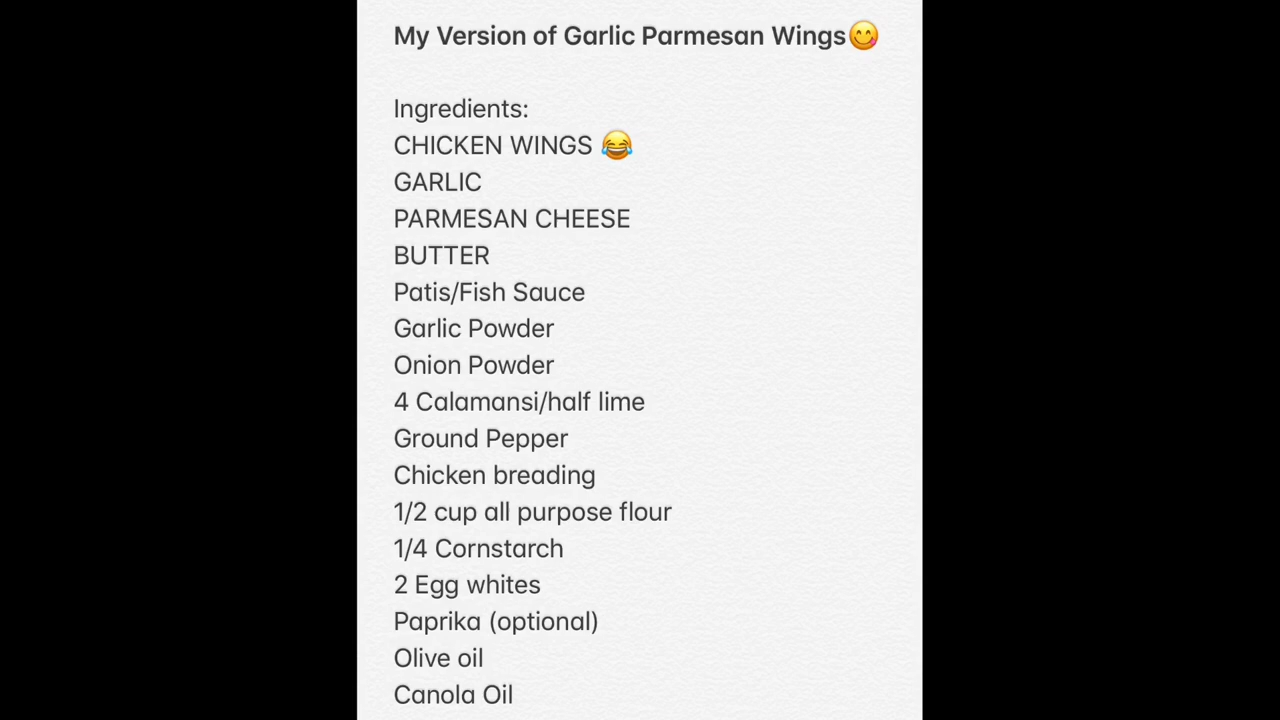 My Version of Garlic Parmesan Wings😋
Ingredients:
CHICKEN WINGS 😂
GARLIC
PARMESAN CHEESE
BUTTER
Patis/Fish Sauce
Garlic Powder
Onion Powder
4 Calamansi/half lime
Ground Pepper
Chicken breading
1/2 cup all purpose flour
1/4 Cornstarch
2 Egg whites
Paprika (optional)
Olive oil
Canola Oil